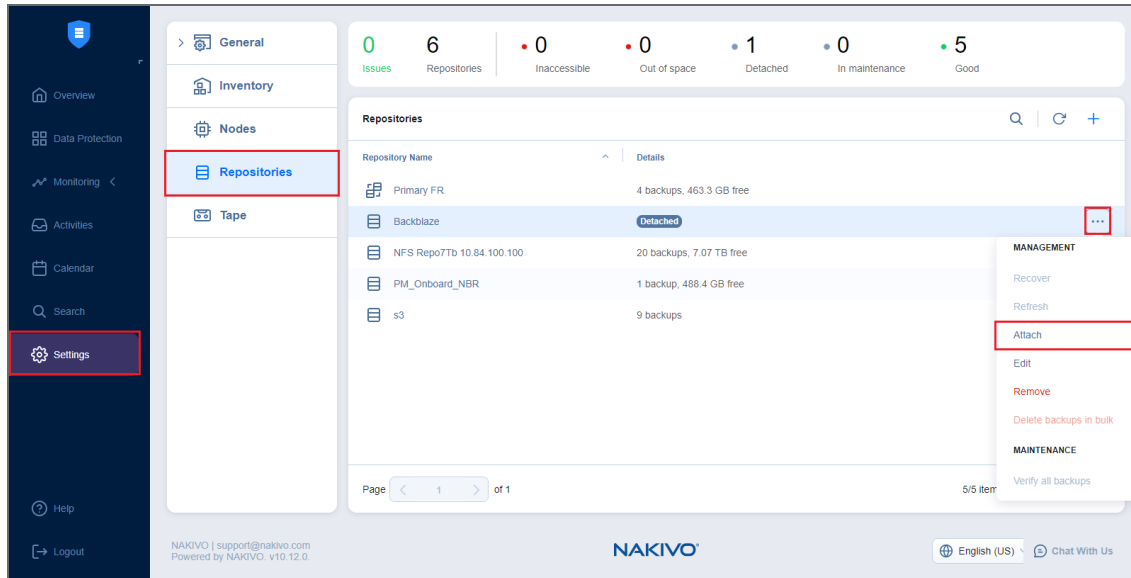 Overview
Data Protection
Monitoring
Activities
Calendar
Search
Settings
Help
Logout
General
Inventory
Nodes
Repositories
Tape
0 6 0 0 1 0 5
Issues Repositories Inaccessible Out of space Detached In maintenance Good
Repositories
Repository Name Details
Primary FR 4 backups, 463.3 GB free
Backblaze Detached
NFS Repo7Tb 10.84.100.100 20 backups, 7.07 TB free
PM_Onboard_NBR 1 backup, 488.4 GB free
s3 9 backups
MANAGEMENT
Recover
Refresh
Attach
Edit
Remove
Delete backups in bulk
MAINTENANCE
Verify all backups
Page 1 of 1 5/5 item
NAKIVO | support@nakivo.com
Powered by NAKIVO. v10.12.0.
NAKIVO®
English (US) Chat With Us